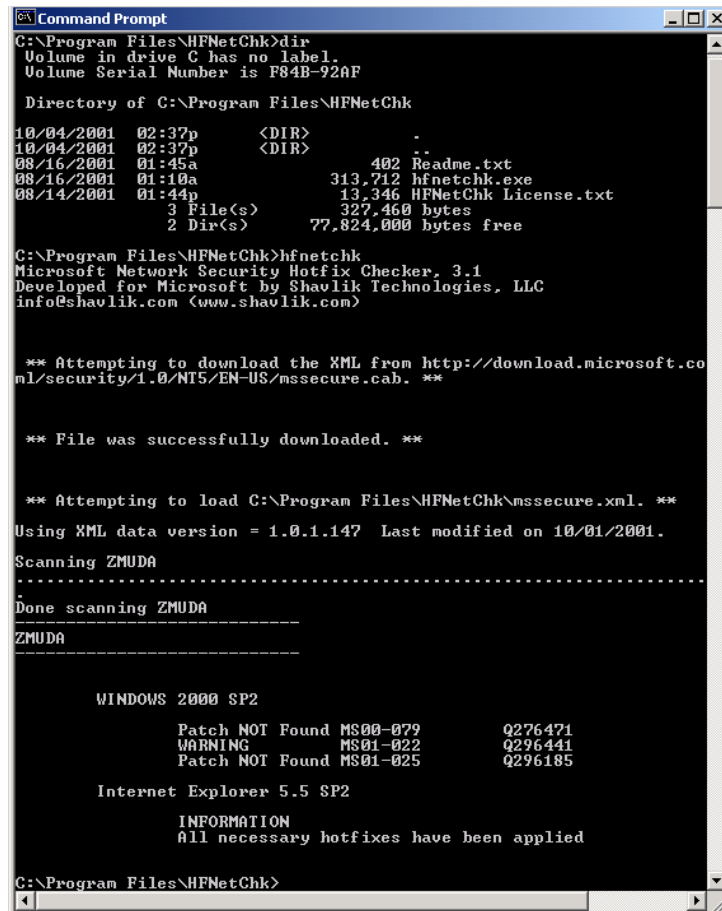 Command Prompt
C:\Program Files\HFNetChk>dir
Volume in drive C has no label.
Volume Serial Number is F84B-92AF
Directory of C:\Program Files\HFNetChk
10/04/2001 02:37p <DIR> .
10/04/2001 02:37p <DIR> ..
08/16/2001 01:45a 402 Readme.txt
08/16/2001 01:10a 313,712 hfnetchk.exe
08/14/2001 01:44p 13,346 HFNetChk License.txt
3 File(s) 327,460 bytes
2 Dir(s) 77,824,000 bytes free
C:\Program Files\HFNetChk>hfnetchk
Microsoft Network Security Hotfix Checker, 3.1
Developed for Microsoft by Shavlik Technologies, LLC
info@shavlik.com (www.shavlik.com)
** Attempting to download the XML from http://download.microsoft.co
ml/security/1.0/NT5/EN-US/mssecure.cab. **
** File was successfully downloaded. **
** Attempting to load C:\Program Files\HFNetChk\mssecure.xml. **
Using XML data version = 1.0.1.147 Last modified on 10/01/2001.
Scanning ZMUDA
....................................................................
.
Done scanning ZMUDA
----------------------------
ZMUDA
----------------------------
WINDOWS 2000 SP2
Patch NOT Found MS00-079 Q276471
WARNING MS01-022 Q296441
Patch NOT Found MS01-025 Q296185
Internet Explorer 5.5 SP2
INFORMATION
All necessary hotfixes have been applied
C:\Program Files\HFNetChk>